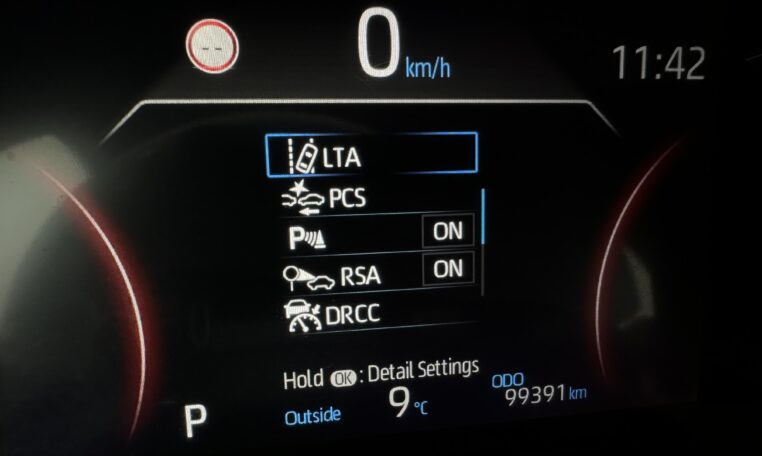 --
0 km/h
11:42
LTA
PCS
P ON
RSA ON
DRCC
Hold OK : Detail Settings
P Outside 9 °C ODO 99391 km